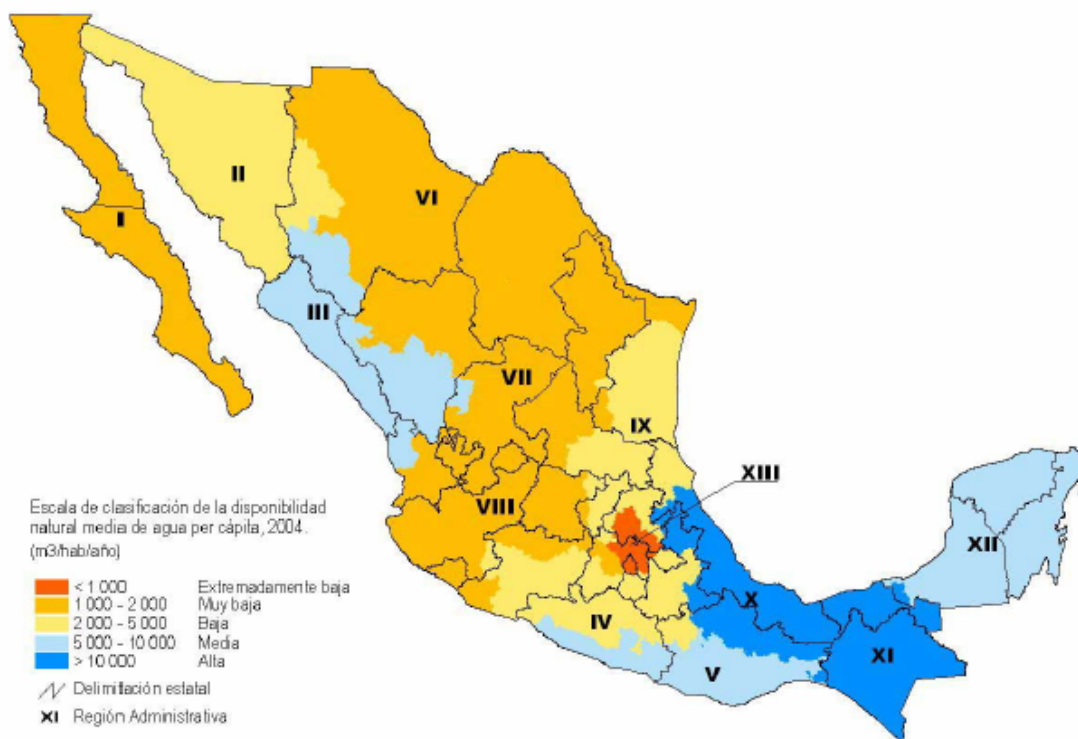 II
VI
I
III
VII
IX
XIII
VIII
XII
X
IV
XI
V
Escala de clasificación de la disponibilidad
natural media de agua per cápita, 2004.
(m3/hab/año)
< 1 000 Extremadamente baja
1 000 - 2 000 Muy baja
2 000 - 5 000 Baja
5 000 - 10 000 Media
> 10 000 Alta
Delimitación estatal
XI Región Administrativa